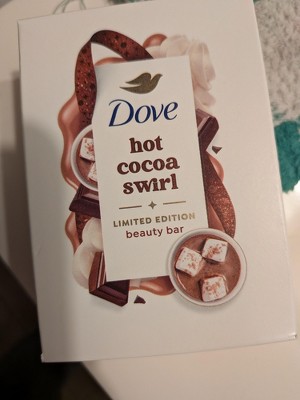 Dove
hot
cocoa
swirl
LIMITED EDITION
beauty bar